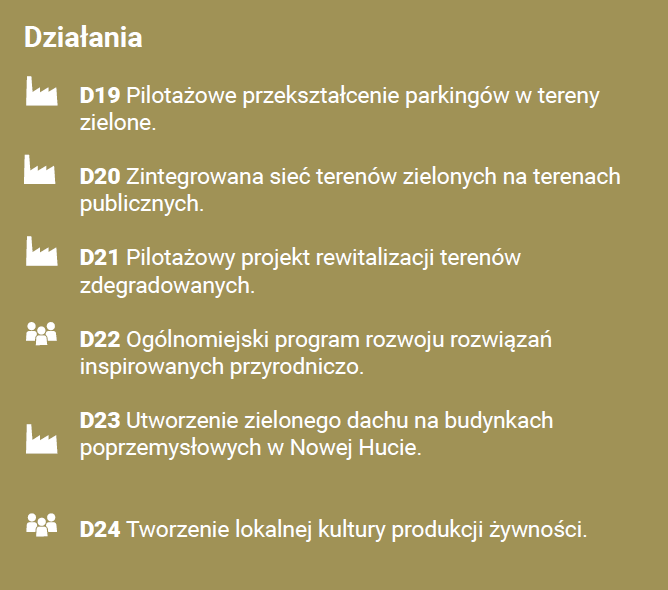 Działania
D19 Pilotażowe przekształcenie parkingów w tereny
zielone.
D20 Zintegrowana sieć terenów zielonych na terenach
publicznych.
D21 Pilotażowy projekt rewitalizacji terenów
zdegradowanych.
D22 Ogólnomiejski program rozwoju rozwiązań
inspirowanych przyrodniczo.
D23 Utworzenie zielonego dachu na budynkach
poprzemysłowych w Nowej Hucie.
D24 Tworzenie lokalnej kultury produkcji żywności.